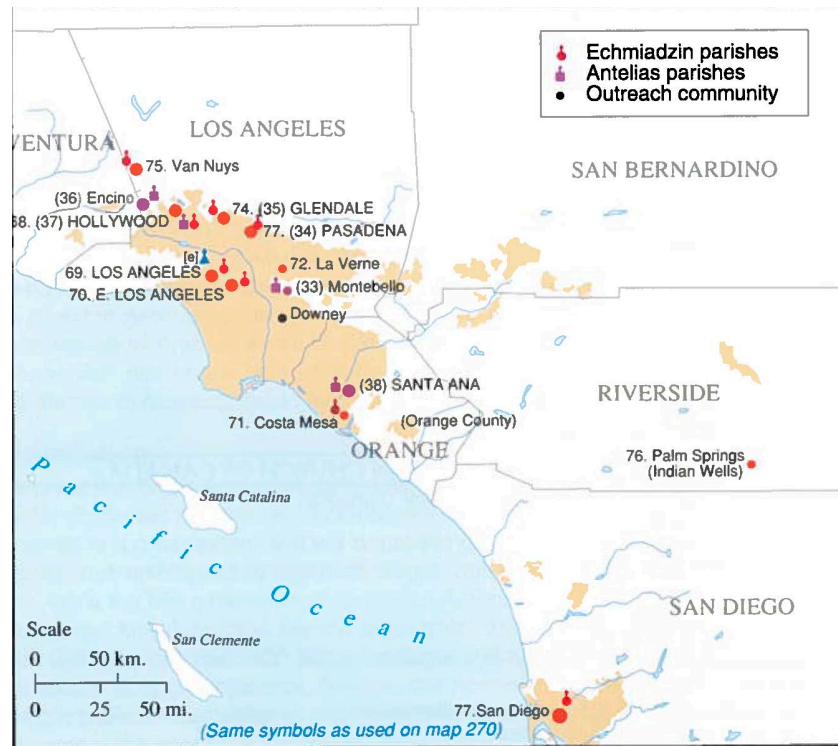 Echmiadzin parishes
Antelias parishes
Outreach community
LOS ANGELES
VENTURA
SAN BERNARDINO
75. Van Nuys
(36) Encino
74. (35) GLENDALE
68. (37) HOLLYWOOD
77. (34) PASADENA
[e]
72. La Verne
69. LOS ANGELES
(33) Montebello
70. E. LOS ANGELES
Downey
(38) SANTA ANA
RIVERSIDE
71. Costa Mesa
(Orange County)
ORANGE
76. Palm Springs
(Indian Wells)
Pacific Ocean
Santa Catalina
SAN DIEGO
San Clemente
Scale
0 50 km.
0 25 50 mi.
77.San Diego
(Same symbols as used on map 270)